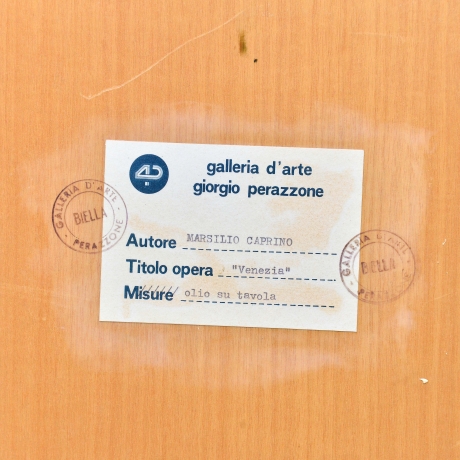 galleria d'arte
giorgio perazzone
Autore MARSILIO CAPRINO
Titolo opera "Venezia"
Misure olio su tavola
GALLERIA D'ARTE
BIELLA
PERAZZONE
GALLERIA D'ARTE
BIELLA
PERAZZONE